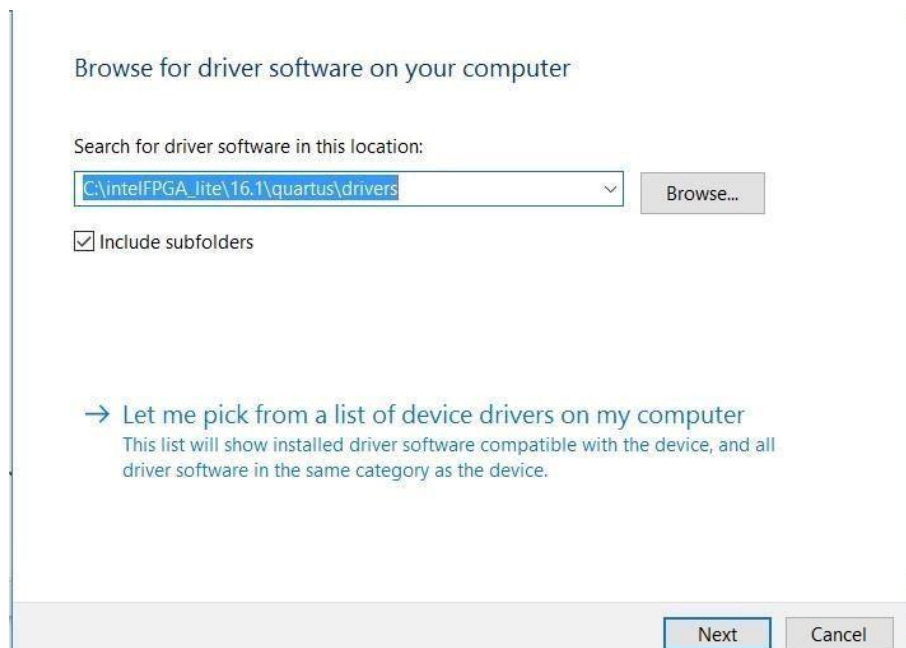 Browse for driver software on your computer
Search for driver software in this location:
C:\intelFPGA_lite\16.1\quartus\drivers
Browse...
Include subfolders
Let me pick from a list of device drivers on my computer
This list will show installed driver software compatible with the device, and all
driver software in the same category as the device.
Next Cancel